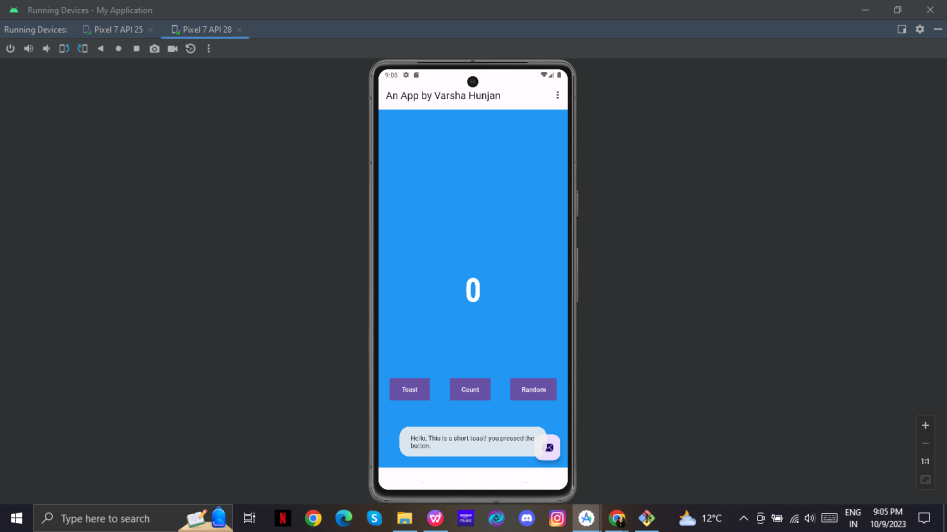 Running Devices - My Application
Running Devices: Pixel 7 API 25 Pixel 7 API 28
9:05
An App by Varsha Hunjan
0
Toast Count Random
Hello, This is a short toast! you pressed the
button.
1:1
Type here to search
12°C
ENG
IN
9:05 PM
10/9/2023